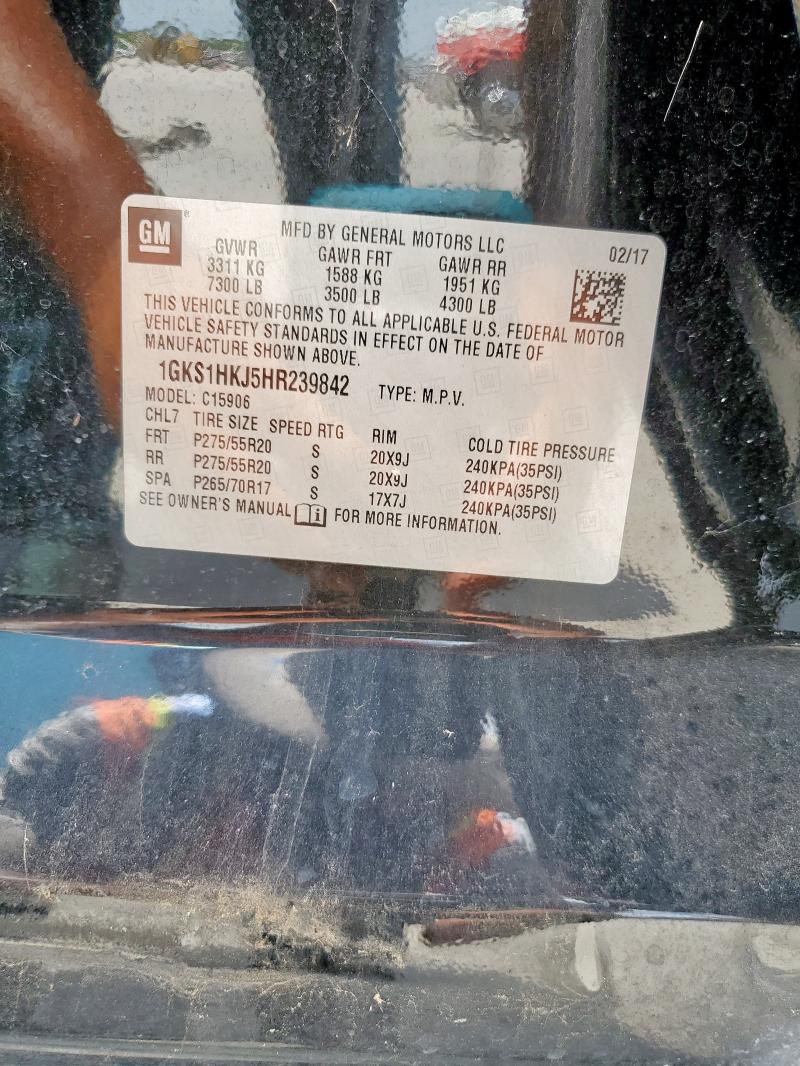 GM
MFD BY GENERAL MOTORS LLC
02/17
GVWR GAWR FRT GAWR RR
3311 KG 1588 KG 1951 KG
7300 LB 3500 LB 4300 LB
THIS VEHICLE CONFORMS TO ALL APPLICABLE U.S. FEDERAL MOTOR
VEHICLE SAFETY STANDARDS IN EFFECT ON THE DATE OF
MANUFACTURE SHOWN ABOVE.
1GKS1HKJ5HR239842 TYPE: M.P.V.
MODEL: C15906
CHL7 TIRE SIZE SPEED RTG RIM COLD TIRE PRESSURE
FRT P275/55R20 S 20X9J 240KPA(35PSI)
RR P275/55R20 S 20X9J 240KPA(35PSI)
SPA P265/70R17 S 17X7J 240KPA(35PSI)
SEE OWNER'S MANUAL i FOR MORE INFORMATION.